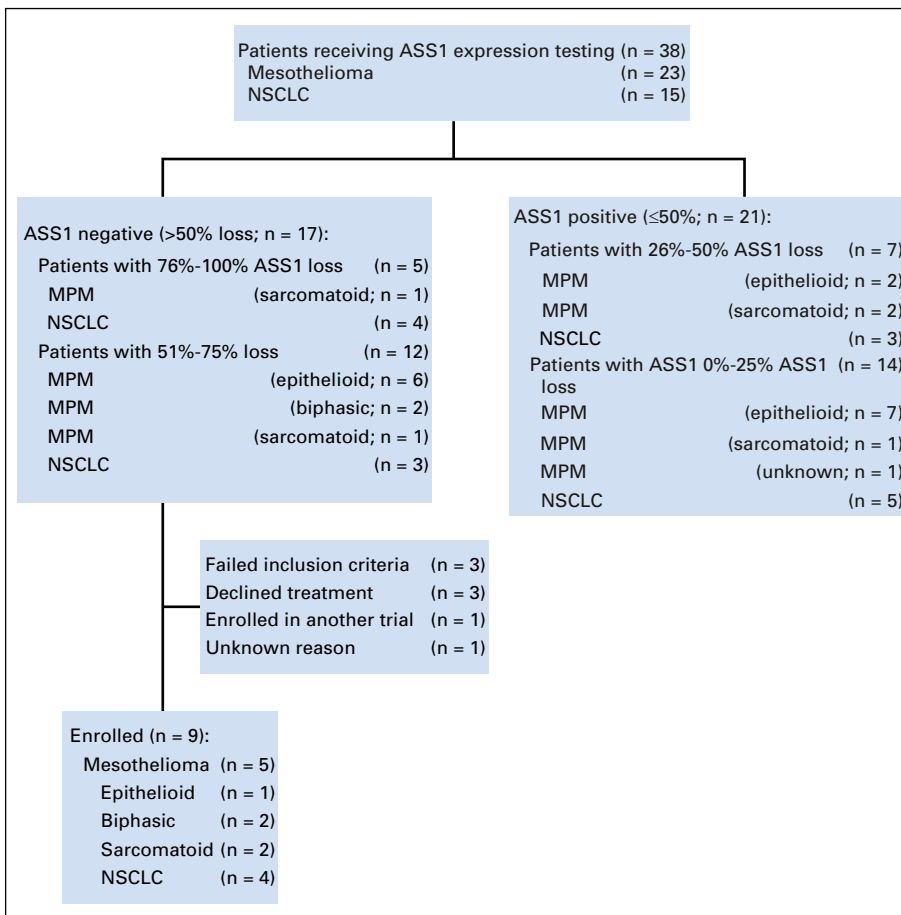 Patients receiving ASS1 expression testing (n = 38)
Mesothelioma (n = 23)
NSCLC (n = 15)
ASS1 negative (>50% loss; n = 17):
Patients with 76%-100% ASS1 loss (n = 5)
MPM (sarcomatoid; n = 1)
NSCLC (n = 4)
Patients with 51%-75% loss (n = 12)
MPM (epithelioid; n = 6)
MPM (biphasic; n = 2)
MPM (sarcomatoid; n = 1)
NSCLC (n = 3)
ASS1 positive (≤50%; n = 21):
Patients with 26%-50% ASS1 loss (n = 7)
MPM (epithelioid; n = 2)
MPM (sarcomatoid; n = 2)
NSCLC (n = 3)
Patients with ASS1 0%-25% ASS1 (n = 14)
loss
MPM (epithelioid; n = 7)
MPM (sarcomatoid; n = 1)
MPM (unknown; n = 1)
NSCLC (n = 5)
Failed inclusion criteria (n = 3)
Declined treatment (n = 3)
Enrolled in another trial (n = 1)
Unknown reason (n = 1)
Enrolled (n = 9):
Mesothelioma (n = 5)
Epithelioid (n = 1)
Biphasic (n = 2)
Sarcomatoid (n = 2)
NSCLC (n = 4)